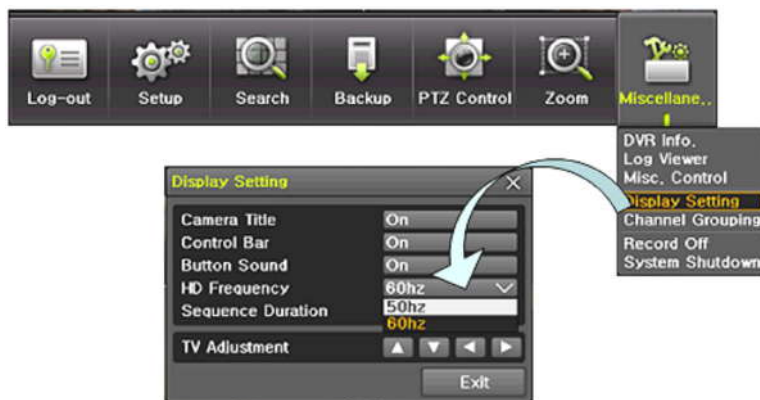 Log-out Setup Search Backup PTZ Control Zoom Miscellane..
DVR Info.
Log Viewer
Misc. Control
Display Setting
Channel Grouping
Record Off
System Shutdown
Display Setting
Camera Title On
Control Bar On
Button Sound On
HD Frequency 60hz
50hz
Sequence Duration
60hz
TV Adjustment
Exit